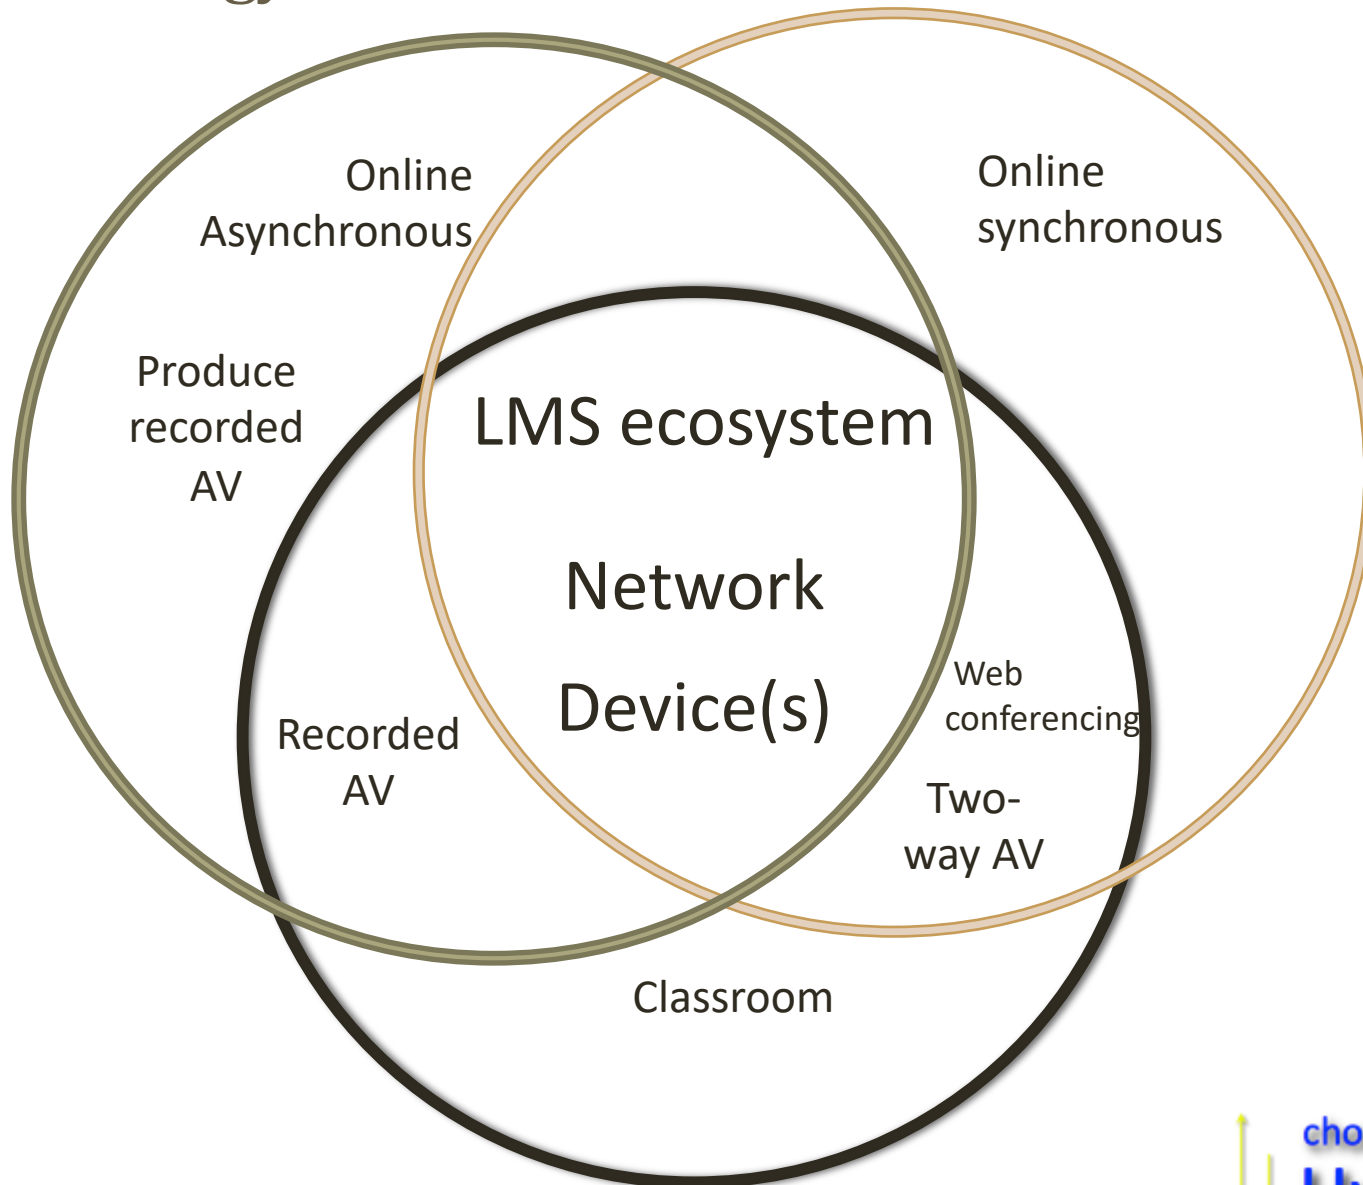 Online
Asynchronous
Online
synchronous
Produce
recorded
AV
LMS ecosystem
Network
Device(s)
Web
conferencing
Recorded
AV
Two-
way AV
Classroom